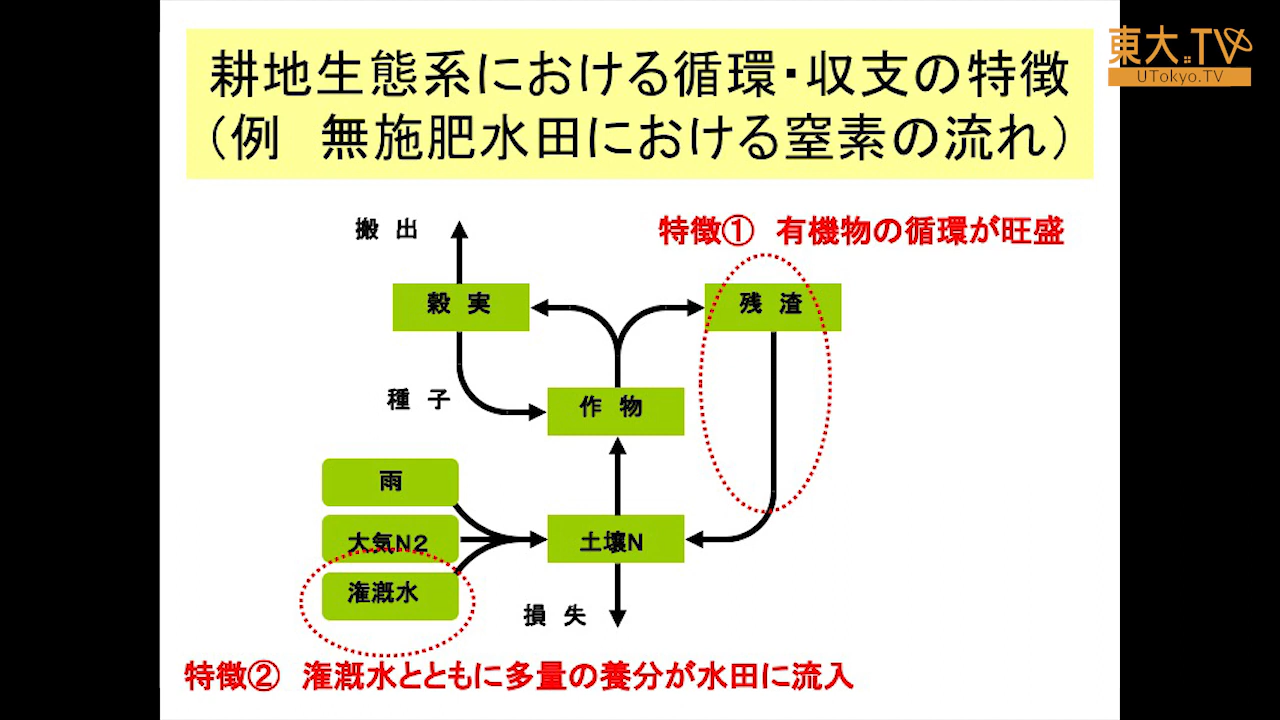 耕地生態系における循環・収支の特徴
（例　無施肥水田における窒素の流れ）
東大.TV
UTokyo.TV
搬 出
特徴① 有機物の循環が旺盛
穀 実
残 渣
種 子
作 物
雨
大気N2
土壌N
潅漑水
損 失
特徴② 潅漑水とともに多量の養分が水田に流入